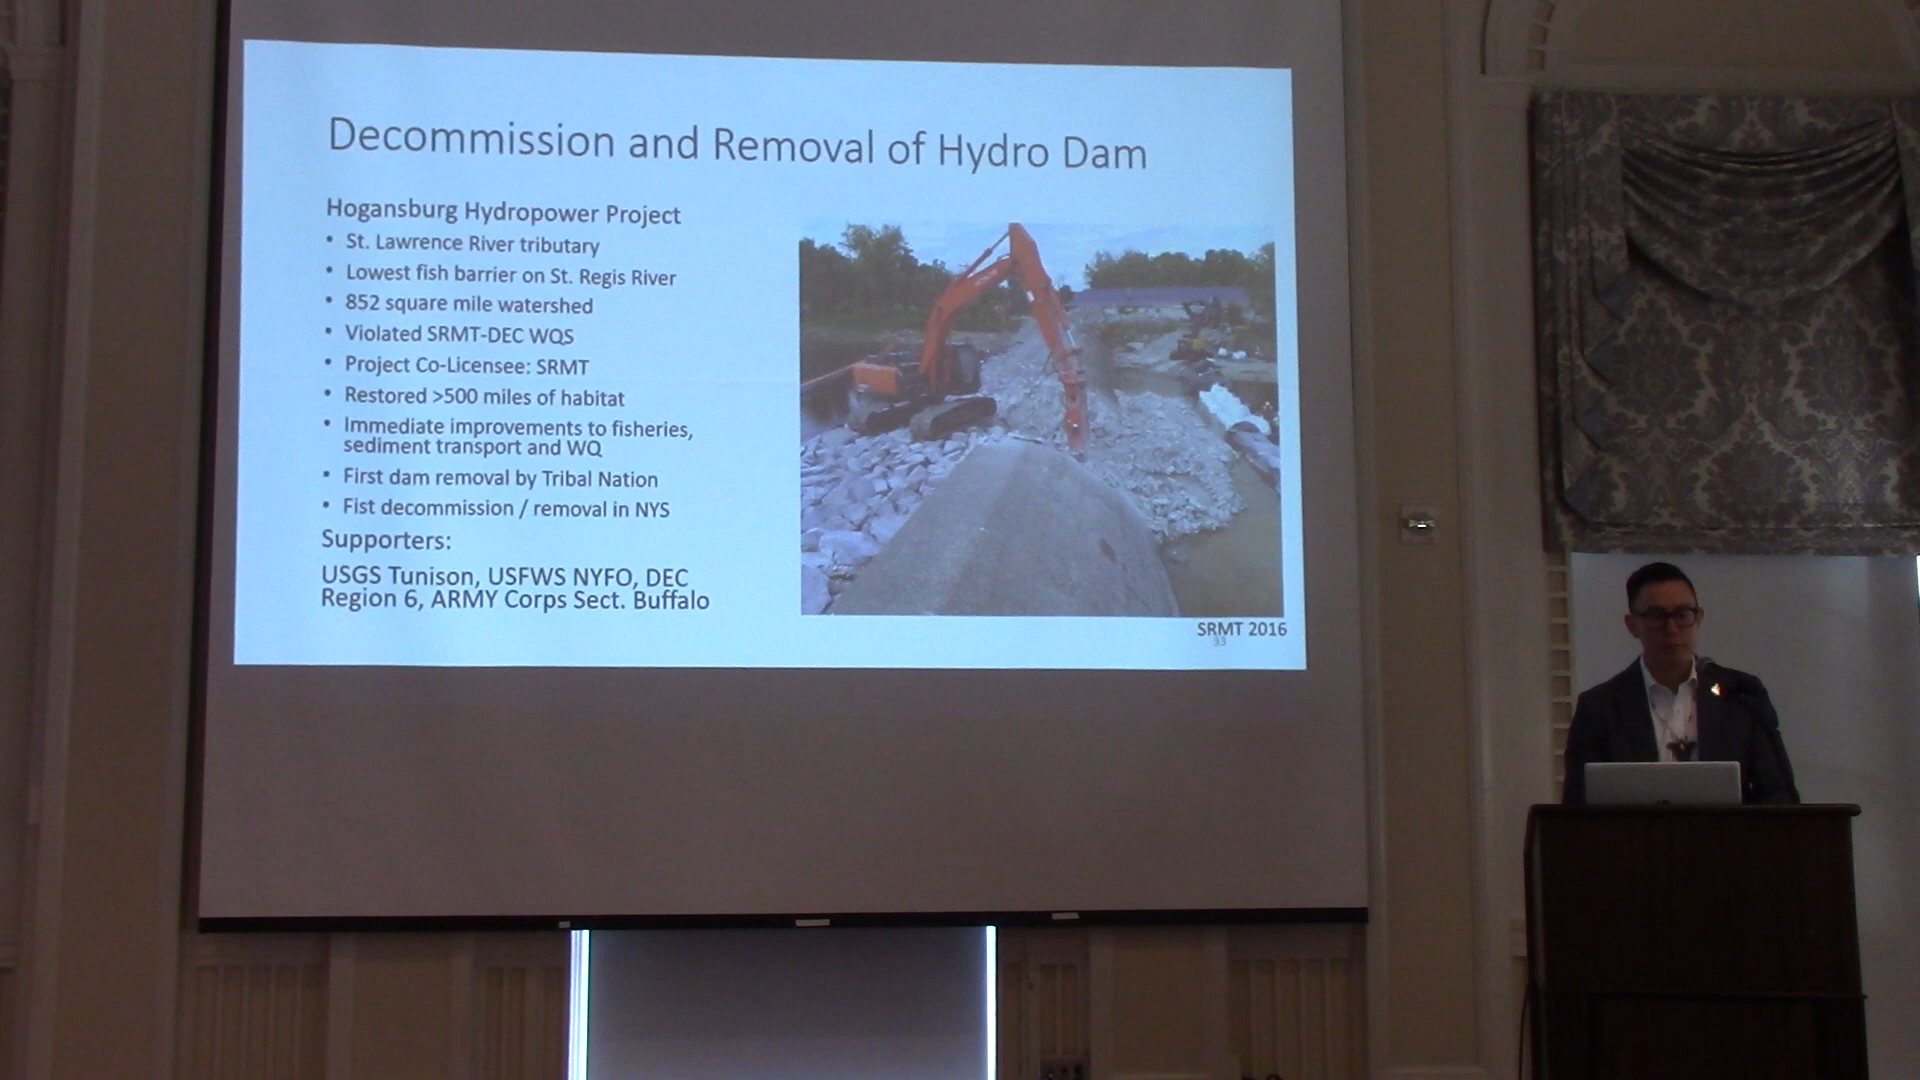 Decommission and Removal of Hydro Dam
Hogansburg Hydropower Project
• St. Lawrence River tributary
• Lowest fish barrier on St. Regis River
• 852 square mile watershed
• Violated SRMT-DEC WQS
• Project Co-Licensee: SRMT
• Restored >500 miles of habitat
• Immediate improvements to fisheries,
sediment transport and WQ
• First dam removal by Tribal Nation
• Fist decommission / removal in NYS
Supporters:
USGS Tunison, USFWS NYFO, DEC
Region 6, ARMY Corps Sect. Buffalo
SRMT 2016
33